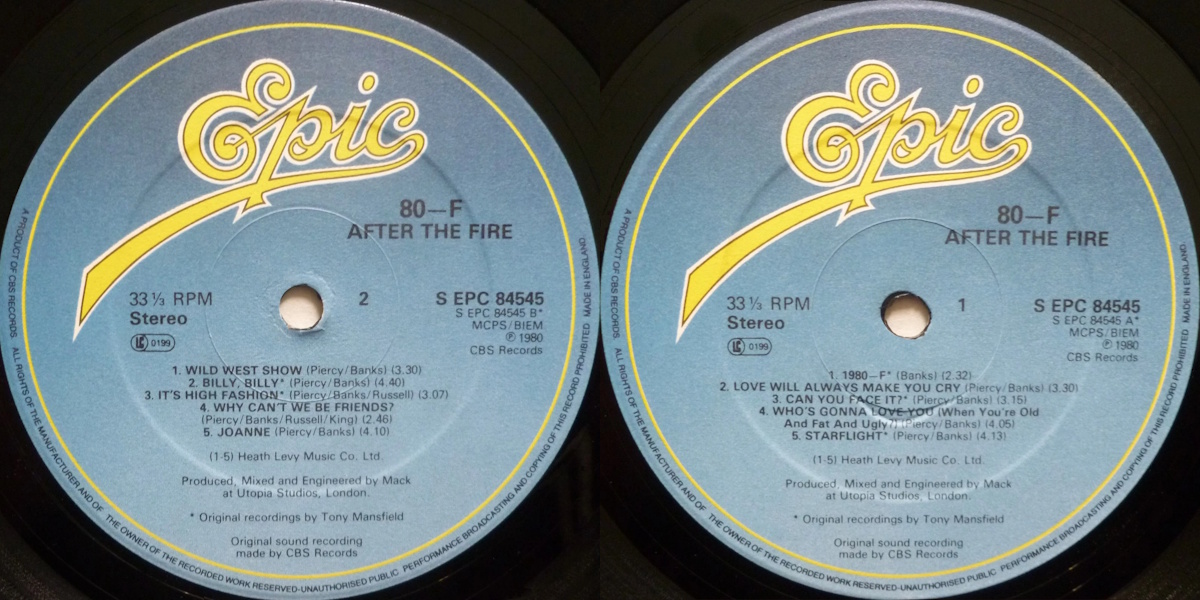 Epic
80—F
AFTER THE FIRE
33 ⅓ RPM
Stereo
LC 0199
2
S EPC 84545
S EPC 84545 B*
MCPS/BIEM
℗ 1980
CBS Records
1. WILD WEST SHOW (Piercy/Banks) (3.30)
2. BILLY, BILLY* (Piercy/Banks) (4.40)
3. IT'S HIGH FASHION* (Piercy/Banks/Russell) (3.07)
4. WHY CAN'T WE BE FRIENDS?
(Piercy/Banks/Russell/King) (2.46)
5. JOANNE (Piercy/Banks) (4.10)
(1-5) Heath Levy Music Co. Ltd.
Produced, Mixed and Engineered by Mack
at Utopia Studios, London.
* Original recordings by Tony Mansfield
Original sound recording
made by CBS Records
A PRODUCT OF CBS RECORDS. ALL RIGHTS OF THE MANUFACTURER AND OF THE OWNER OF THE RECORDED WORK RESERVED-UNAUTHORISED PUBLIC PERFORMANCE BROADCASTING AND COPYING OF THIS RECORD PROHIBITED MADE IN ENGLAND.
Epic
80—F
AFTER THE FIRE
33 ⅓ RPM
Stereo
LC 0199
1
S EPC 84545
S EPC 84545 A*
MCPS/BIEM
℗ 1980
CBS Records
1. 1980-F* (Banks) (2.32)
2. LOVE WILL ALWAYS MAKE YOU CRY (Piercy/Banks) (3.30)
3. CAN YOU FACE IT?* (Piercy/Banks) (3.15)
4. WHO'S GONNA LOVE YOU (When You're Old
And Fat And Ugly?) (Piercy/Banks) (4.05)
5. STARFLIGHT* (Piercy/Banks) (4.13)
(1-5) Heath Levy Music Co. Ltd.
Produced, Mixed and Engineered by Mack
at Utopia Studios, London.
* Original recordings by Tony Mansfield
Original sound recording
made by CBS Records
A PRODUCT OF CBS RECORDS. ALL RIGHTS OF THE MANUFACTURER AND OF THE OWNER OF THE RECORDED WORK RESERVED-UNAUTHORISED PUBLIC PERFORMANCE BROADCASTING AND COPYING OF THIS RECORD PROHIBITED MADE IN ENGLAND.